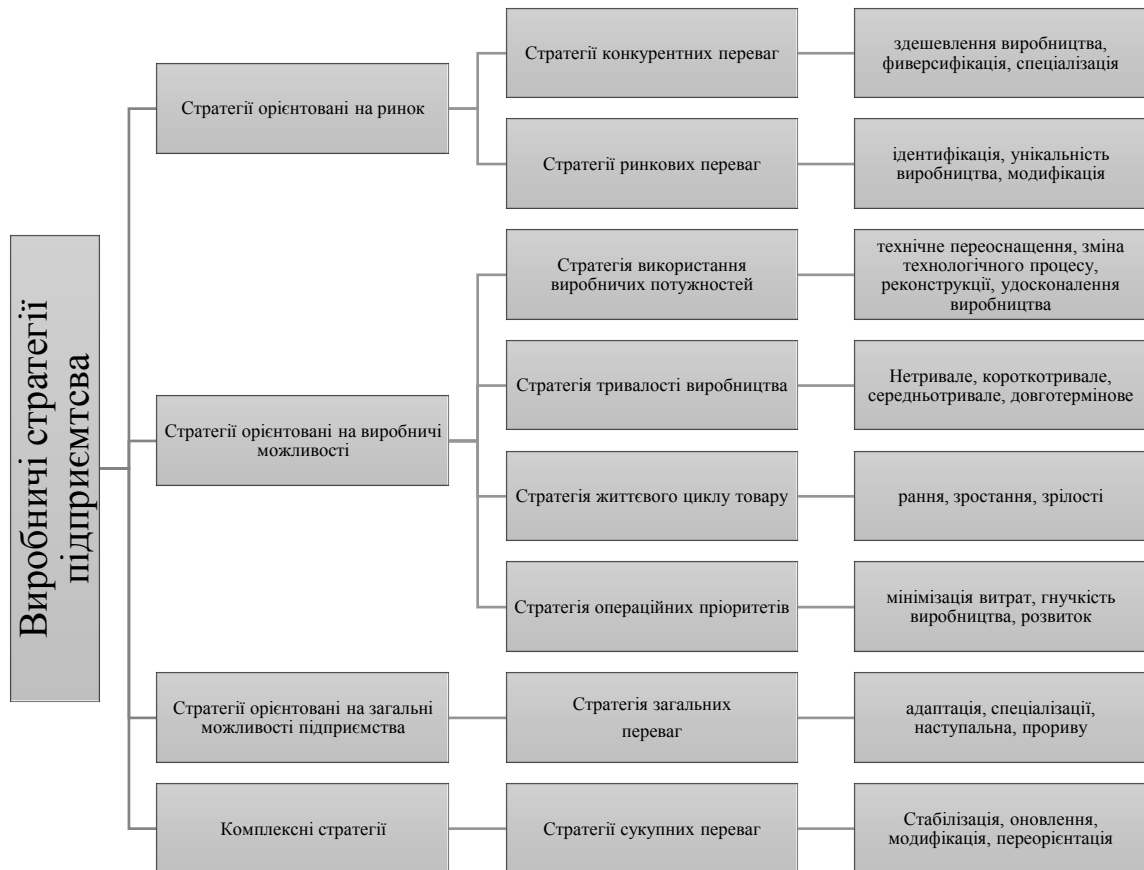 Виробничі стратегії
підприємтсва
Стратегії орієнтовані на ринок
Стратегії конкурентних переваг
здешевлення виробництва,
фиверсифікація, спеціалізація
Стратегії ринкових переваг
ідентифікація, унікальність
виробництва, модифікація
Стратегії орієнтовані на виробничі
можливості
Стратегія використання
виробничих потужностей
технічне переоснащення, зміна
технологічного процесу,
реконструкції, удосконалення
виробництва
Стратегія тривалості виробництва
Нетривале, короткотривале,
середньотривале, довготермінове
Стратегія життєвого циклу товару
рання, зростання, зрілості
Стратегія операційних пріоритетів
мінімізація витрат, гнучкість
виробництва, розвиток
Стратегії орієнтовані на загальні
можливості підприємства
Стратегія загальних
переваг
адаптація, спеціалізації,
наступальна, прориву
Комплексні стратегії
Стратегії сукупних переваг
Стабілізація, оновлення,
модифікація, переорієнтація